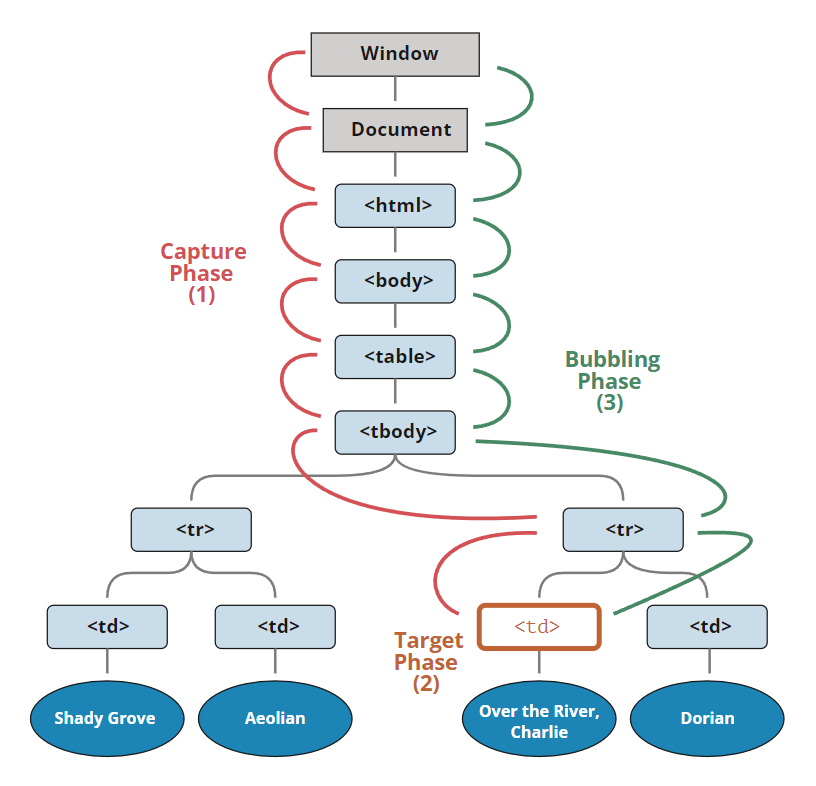 Window
Document
<html>
Capture
Phase
(1)
<body>
<table>
Bubbling
Phase
(3)
<tbody>
<tr>
<tr>
<td>
<td>
<td>
<td>
Target
Phase
(2)
Shady Grove
Aeolian
Over the River,
Charlie
Dorian